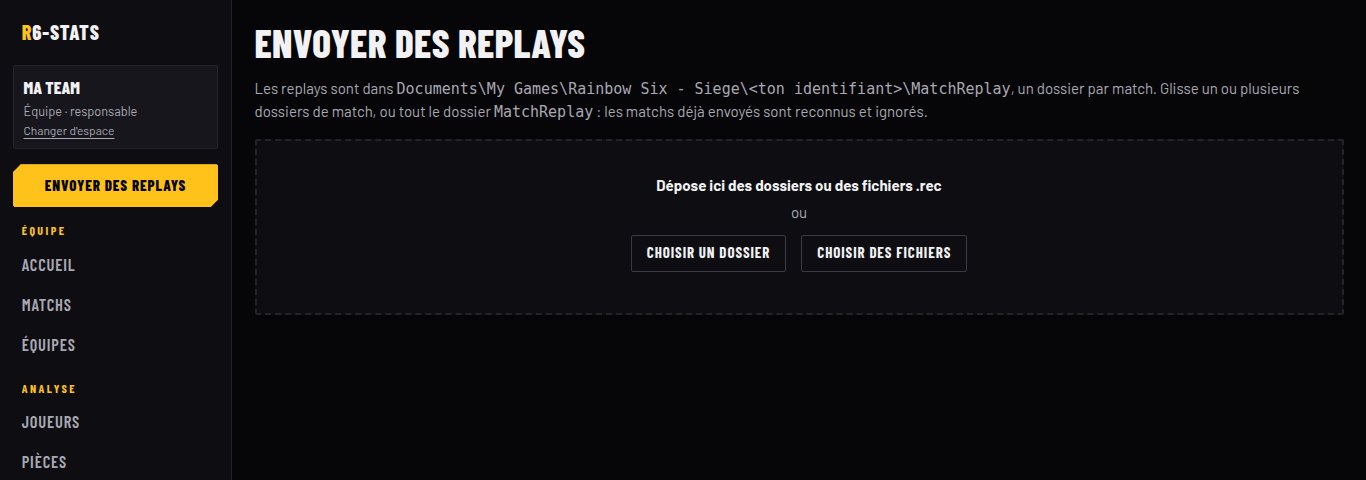 R6-STATS
MA TEAM
Équipe · responsable
Changer d'espace
ENVOYER DES REPLAYS
ÉQUIPE
ACCUEIL
MATCHS
ÉQUIPES
ANALYSE
JOUEURS
PIÈCES
ENVOYER DES REPLAYS
Les replays sont dans Documents\My Games\Rainbow Six - Siege\<ton identifiant>\MatchReplay, un dossier par match. Glisse un ou plusieurs
dossiers de match, ou tout le dossier MatchReplay : les matchs déjà envoyés sont reconnus et ignorés.
Dépose ici des dossiers ou des fichiers .rec
ou
CHOISIR UN DOSSIER
CHOISIR DES FICHIERS